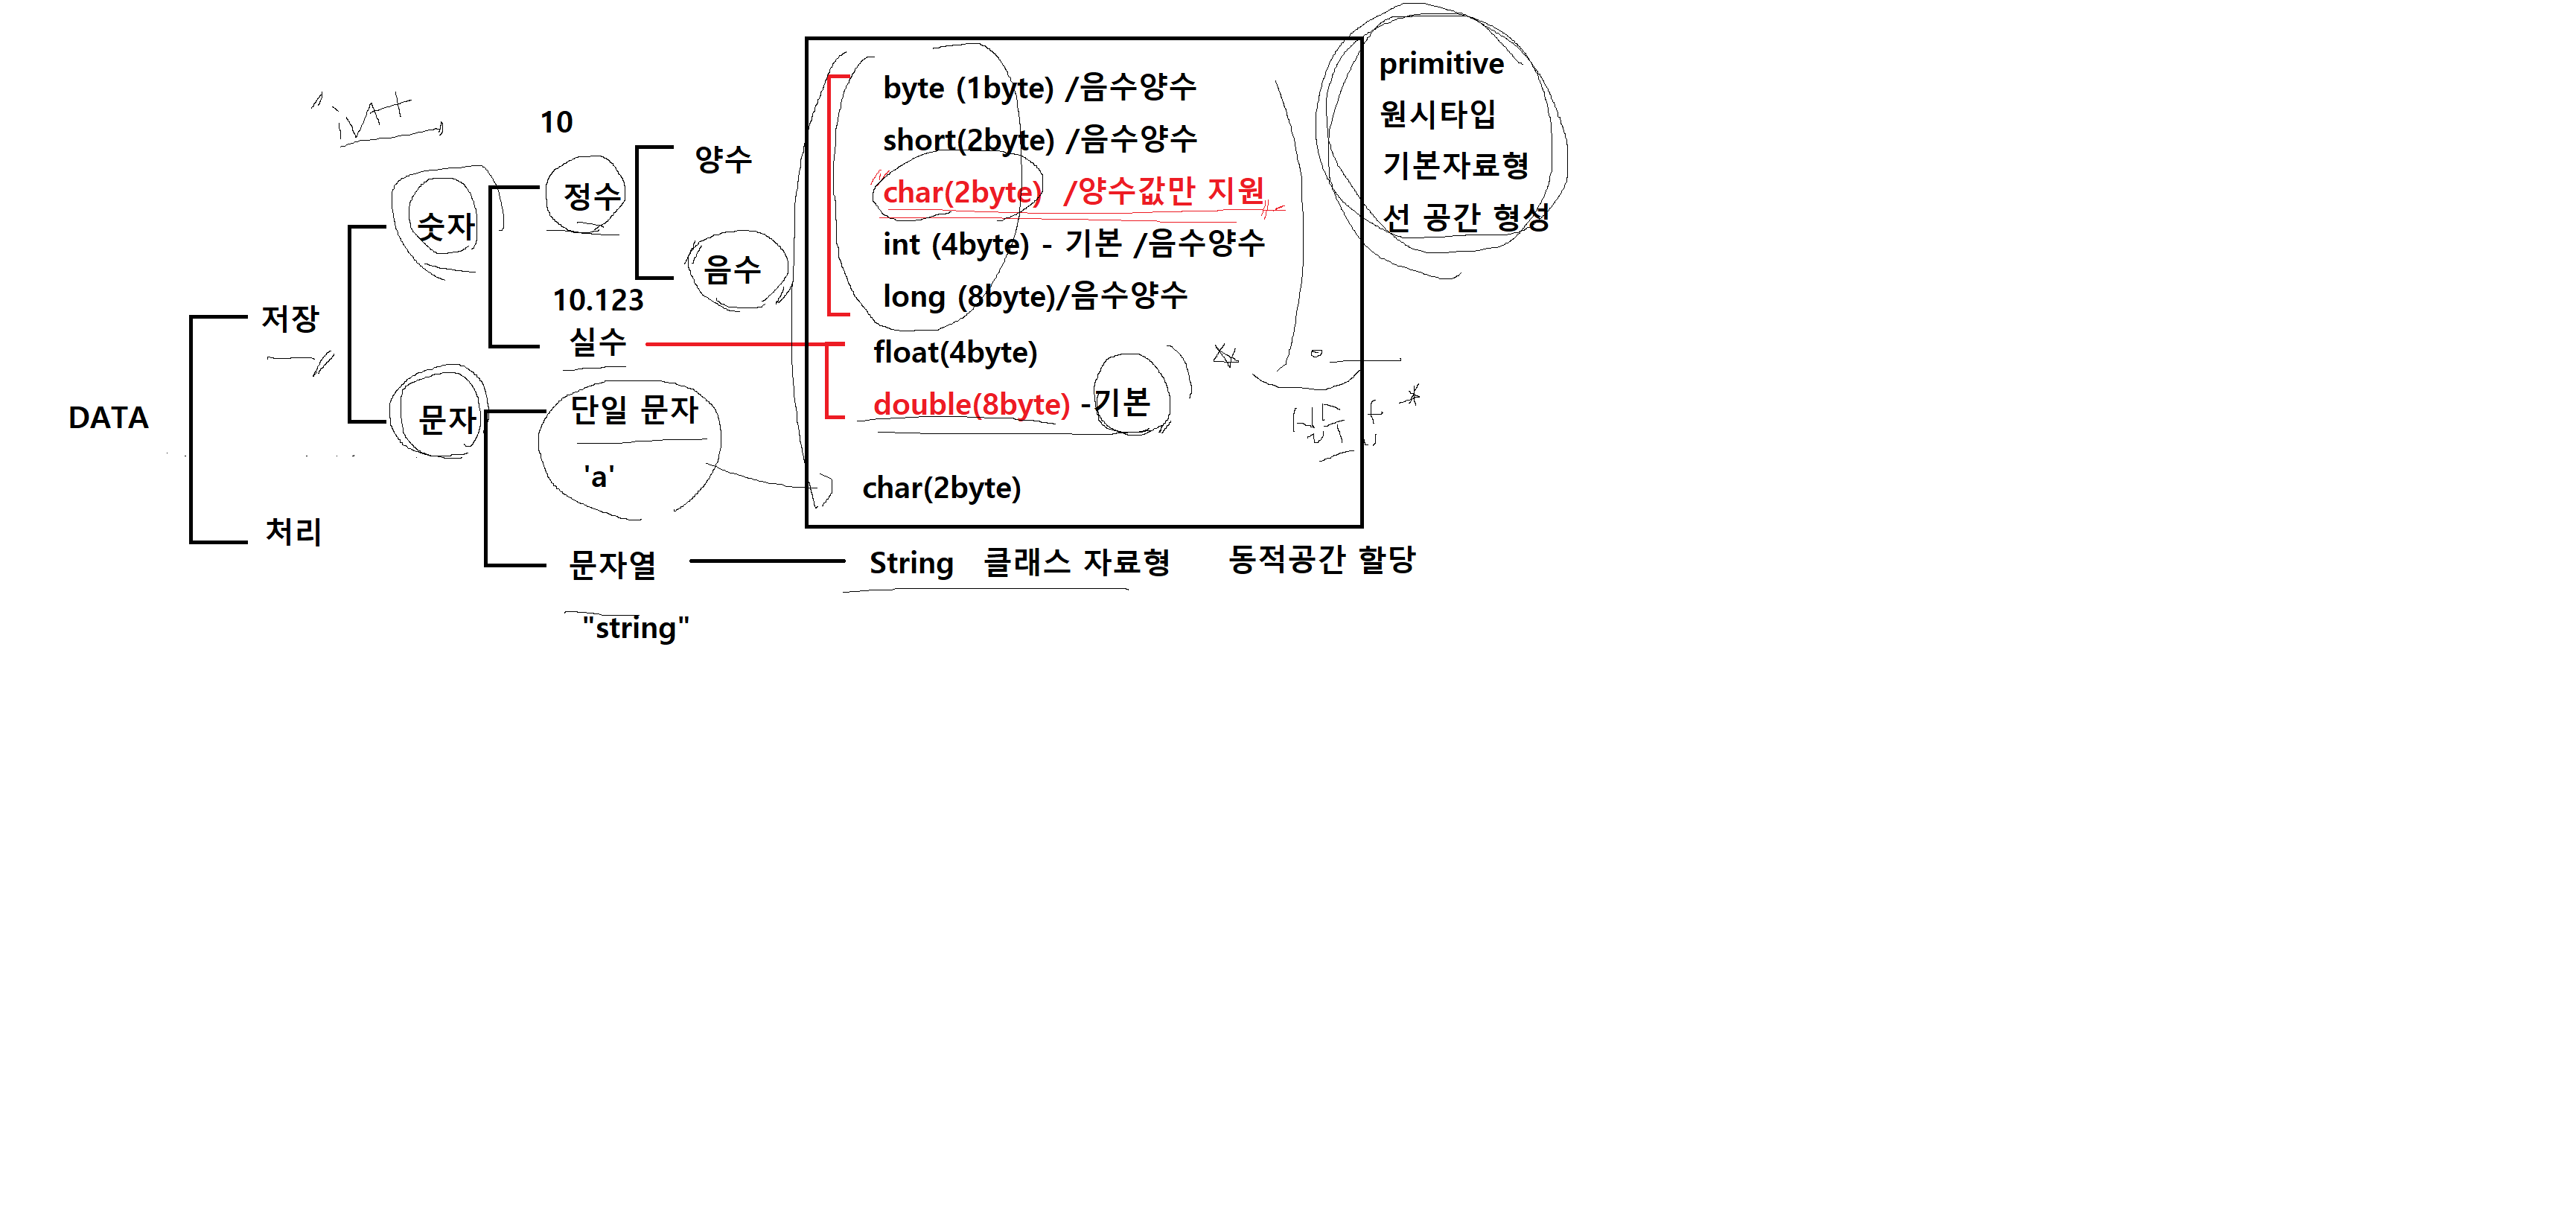 DATA
저장
처리
숫자
문자
10
정수
10.123
실수
단일 문자
'a'
문자열
"string"
양수
음수
byte (1byte) /음수양수
short(2byte) /음수양수
char(2byte) /양수값만 지원
int (4byte) - 기본 /음수양수
long (8byte)/음수양수
float(4byte)
double(8byte) -기본
char(2byte)
String 클래스 자료형 동적공간 할당
primitive
원시타입
기본자료형
선 공간 형성